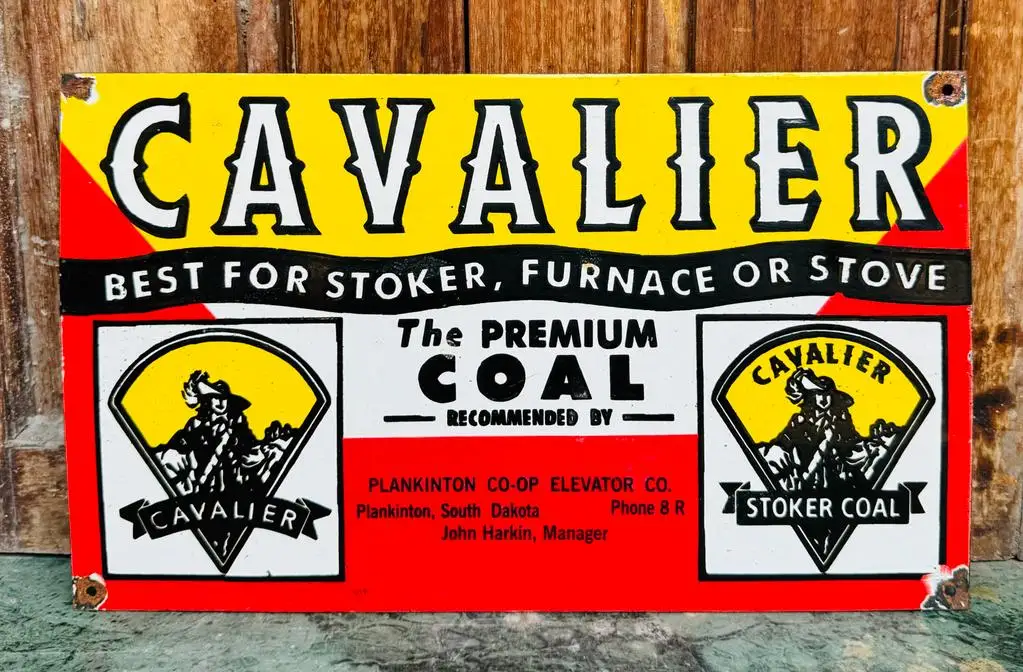 CAVALIER
BEST FOR STOKER, FURNACE OR STOVE
The PREMIUM
COAL
RECOMMENDED BY
CAVALIER
CAVALIER
STOKER COAL
PLANKINTON CO-OP ELEVATOR CO.
Plankinton, South Dakota Phone 8 R
John Harkin, Manager